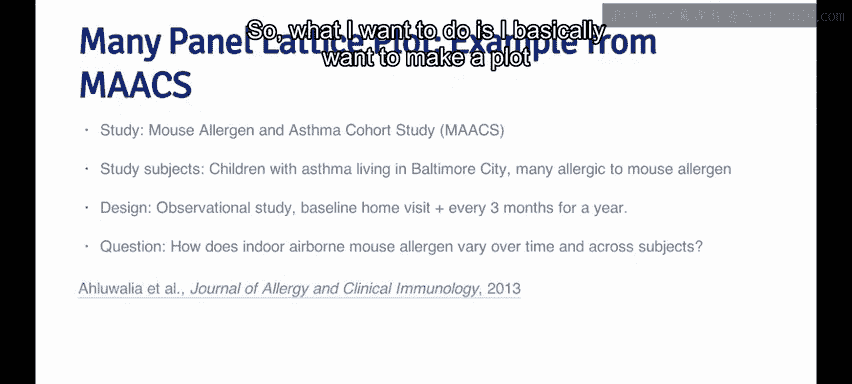 So, what I want to do is I basically
want to make a plot
Many Panel Lattice Plot: Example from
MAACS
· Study: Mouse Allergen and Asthma Cohort Study (MAACS)
· Study subjects: Children with asthma living in Baltimore City, many allergic to mouse allergen
· Design: Observational study, baseline home visit + every 3 months for a year.
· Question: How does indoor airborne mouse allergen vary over time and across subjects?
Ahluwalia et al., Journal of Allergy and Clinical Immunology, 2013